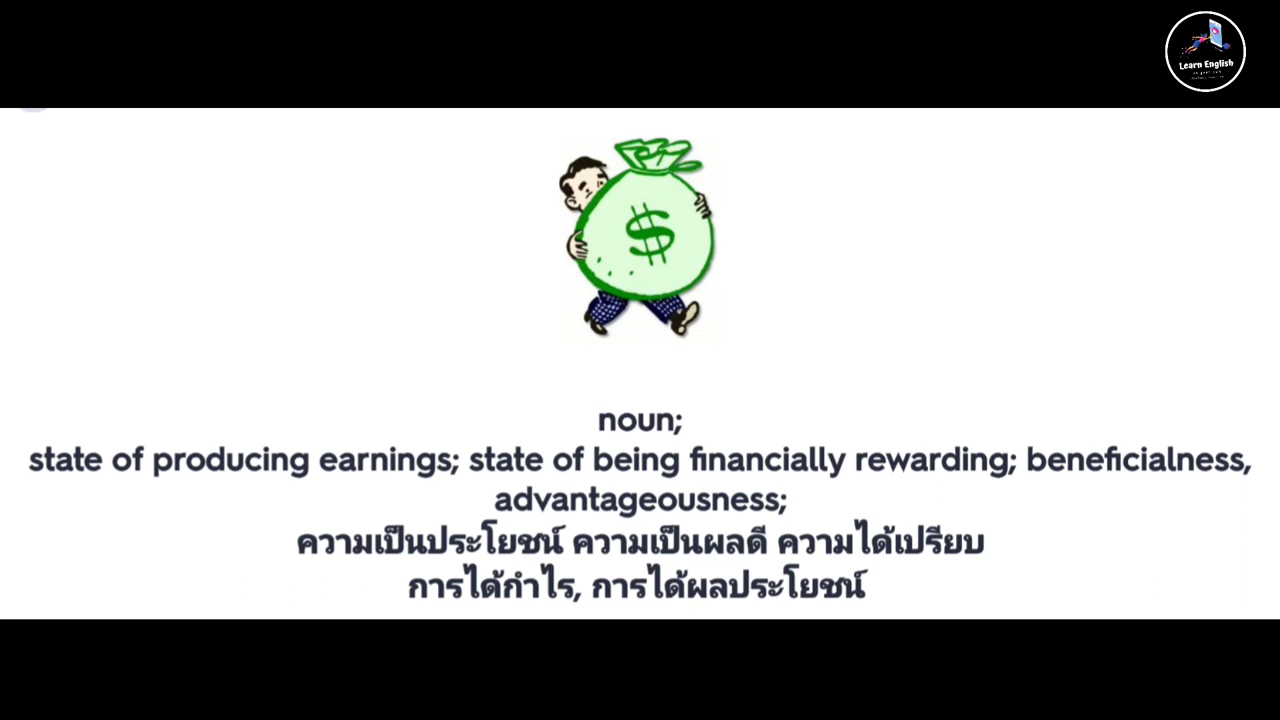 Learn English
noun;
state of producing earnings; state of being financially rewarding; beneficialness,
advantageousness;
ความเป็นประโยชน์ ความเป็นผลดี ความได้เปรียบ
การได้กำไร, การได้ผลประโยชน์
$